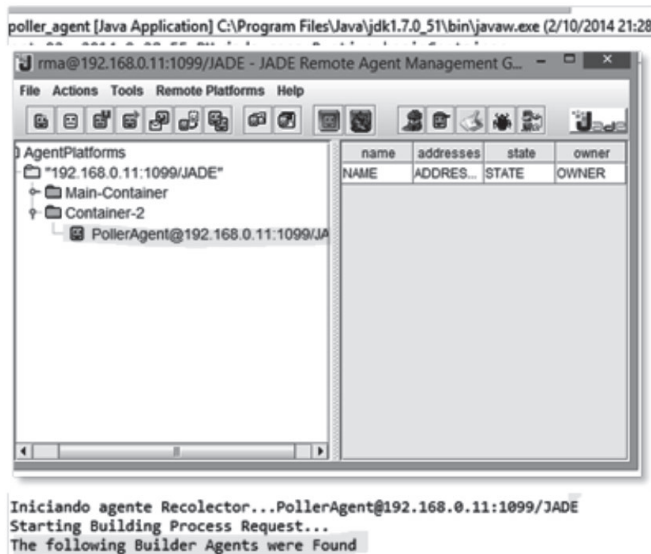 poller_agent [Java Application] C:\Program Files\Java\jdk1.7.0_51\bin\javaw.exe (2/10/2014 21:28
rma@192.168.0.11:1099/JADE - JADE Remote Agent Management G...
File Actions Tools Remote Platforms Help
Jade
AgentPlatforms
"192.168.0.11:1099/JADE"
Main-Container
Container-2
PollerAgent@192.168.0.11:1099/JA
name addresses state owner
NAME ADDRES... STATE OWNER
Iniciando agente Recolector...PollerAgent@192.168.0.11:1099/JADE
Starting Building Process Request...
The following Builder Agents were Found